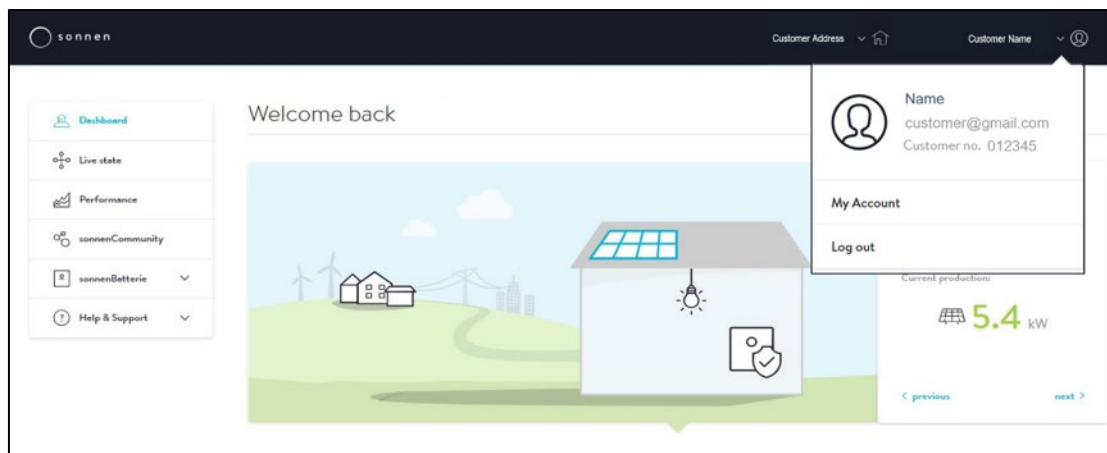 sonnen
Customer Address
Customer Name
Name
customer@gmail.com
Customer no. 012345
My Account
Log out
Dashboard
Live state
Performance
sonnenCommunity
sonnenBatterie
Help & Support
Welcome back
Current production:
5.4 kW
< previous
next >